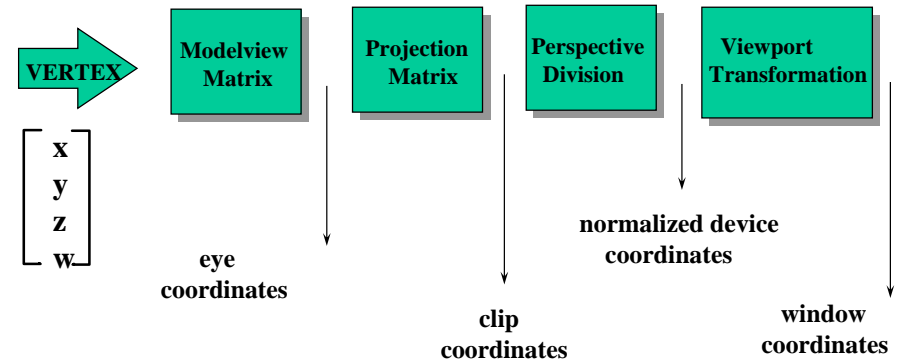 VERTEX
Modelview
Matrix
Projection
Matrix
Perspective
Division
Viewport
Transformation
x
y
z
w
eye
coordinates
clip
coordinates
normalized device
coordinates
window
coordinates